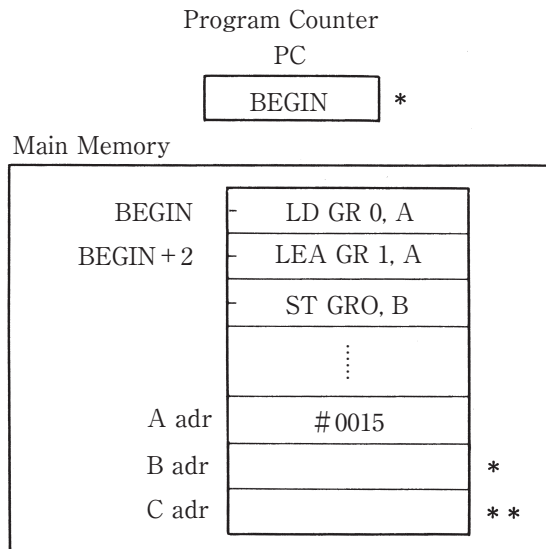 Program Counter
PC
BEGIN *
Main Memory
BEGIN LD GR 0, A
BEGIN + 2 LEA GR 1, A
ST GRO, B
⋮
A adr #0015
B adr *
C adr * *